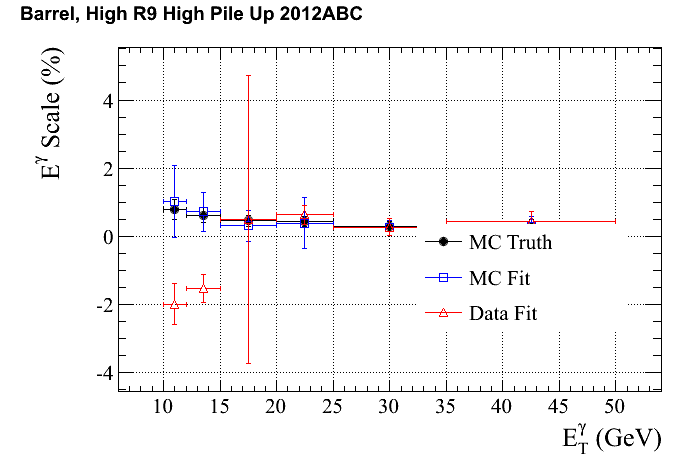 Barrel, High R9 High Pile Up 2012ABC
E^γ Scale (%)
4
2
0
-2
-4
MC Truth
MC Fit
Data Fit
10 15 20 25 30 35 40 45 50
E_T^γ (GeV)